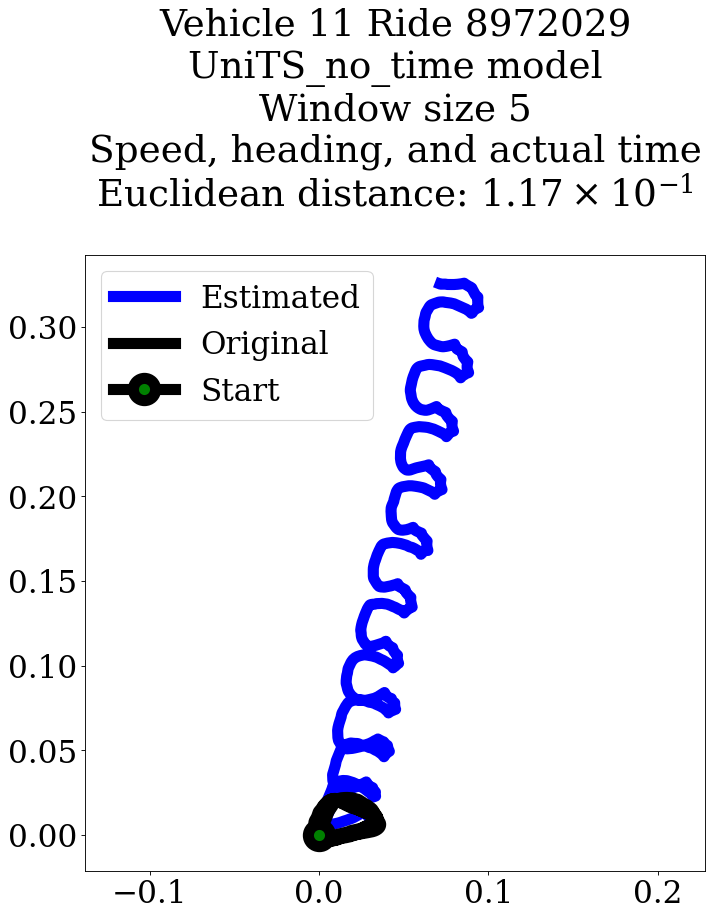 Vehicle 11 Ride 8972029
UniTS_no_time model
Window size 5
Speed, heading, and actual time
Euclidean distance: 1.17 × 10⁻¹
Estimated
Original
Start
0.30
0.25
0.20
0.15
0.10
0.05
0.00
−0.1 0.0 0.1 0.2